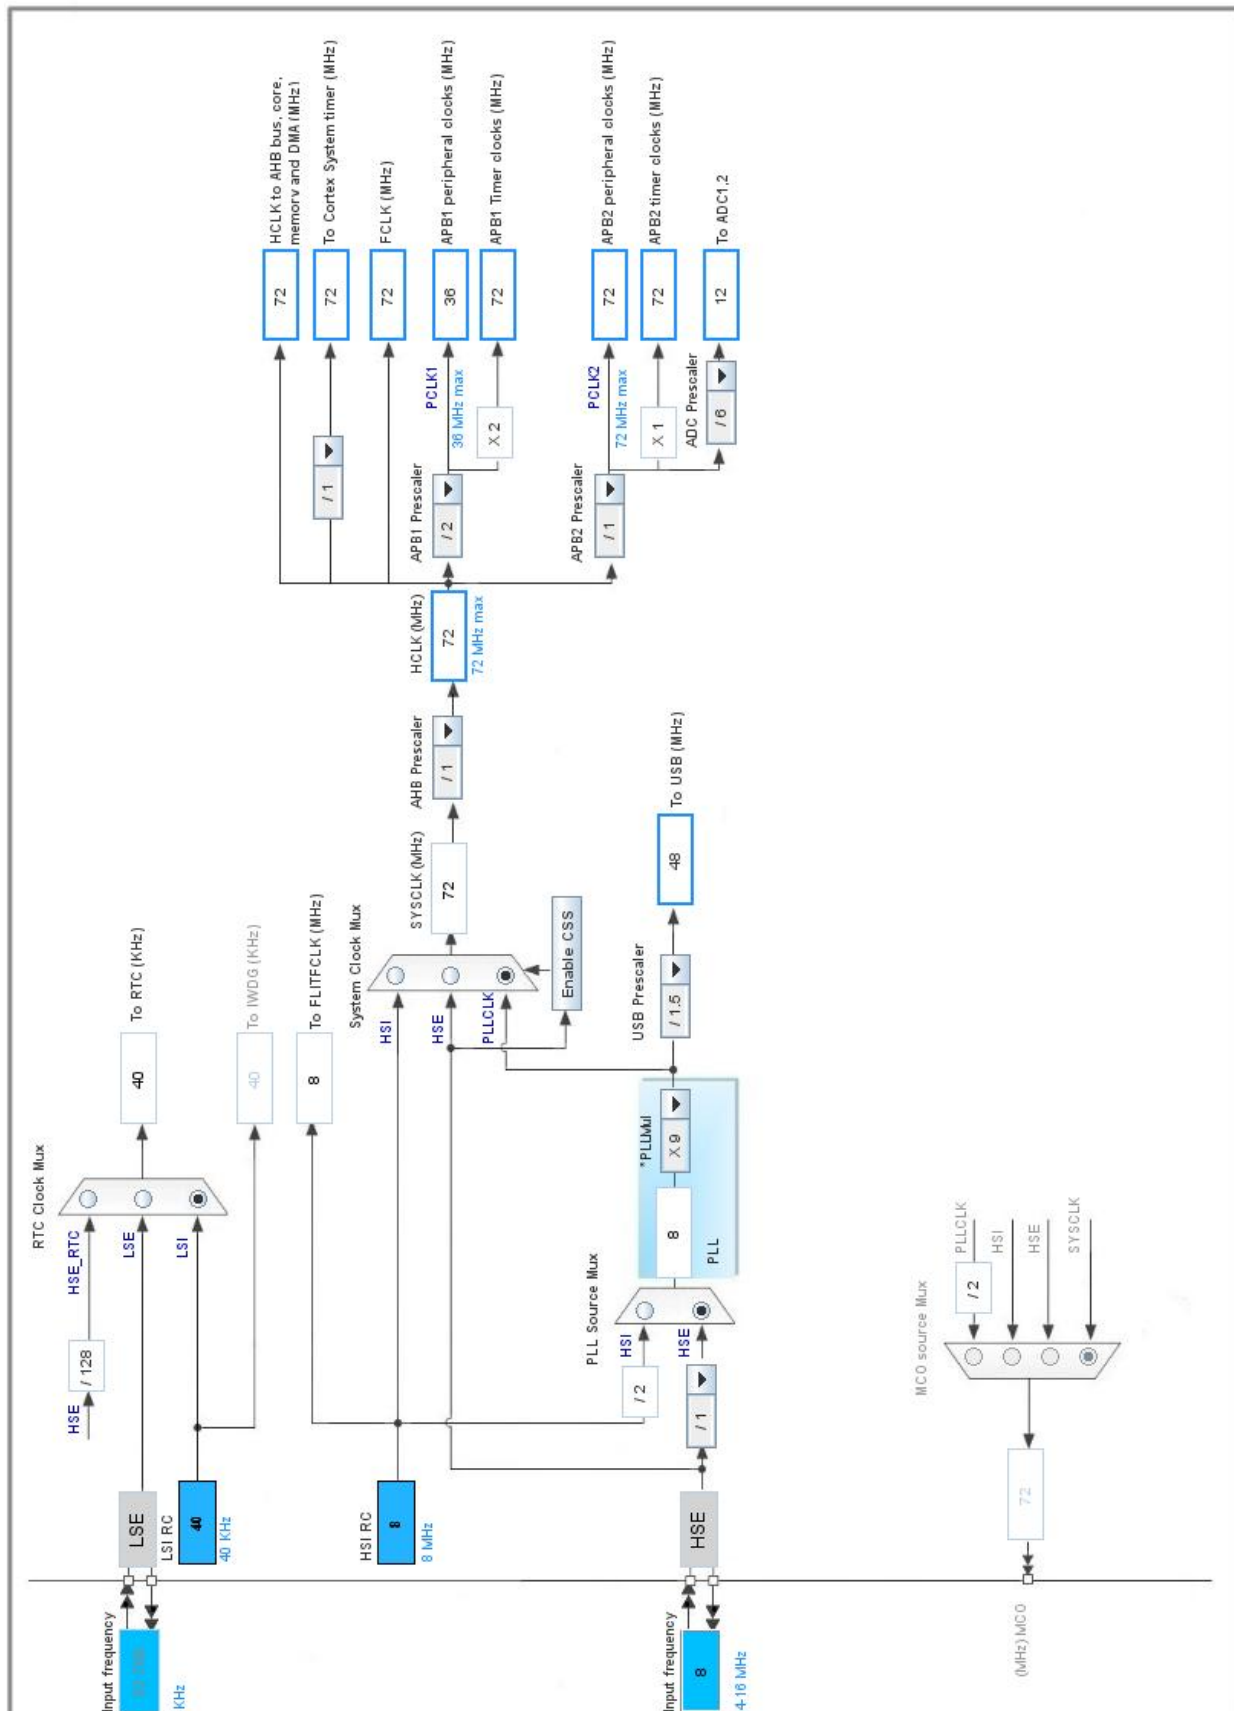 RTC Clock Mux
HSE
/ 128
HSE_RTC
Input frequency
LSE
LSE
40
To RTC (KHz)
KHz
LSI RC
40
LSI
40 KHz
40
To IWDG (KHz)
8
To FLITFCLK (MHz)
System Clock Mux
HSI RC
8
HSI
8 MHz
HSE
PLLCLK
SYSCLK (MHz)
72
AHB Prescaler
/ 1
HCLK (MHz)
72
72 MHz max
Enable CSS
72
HCLK to AHB bus, core,
memory and DMA (MHz)
/ 1
72
To Cortex System timer (MHz)
72
FCLK (MHz)
APB1 Prescaler
/ 2
PCLK1
36 MHz max
36
APB1 peripheral clocks (MHz)
X 2
72
APB1 Timer clocks (MHz)
APB2 Prescaler
/ 1
PCLK2
72 MHz max
72
APB2 peripheral clocks (MHz)
X 1
72
APB2 timer clocks (MHz)
ADC Prescaler
/ 6
12
To ADC1,2
PLL Source Mux
HSI
/ 2
Input frequency
8
4-16 MHz
HSE
/ 1
HSE
8
*PLLMul
X 9
PLL
USB Prescaler
/ 1.5
48
To USB (MHz)
MCO source Mux
(MHz) MCO
72
/ 2
PLLCLK
HSI
HSE
SYSCLK